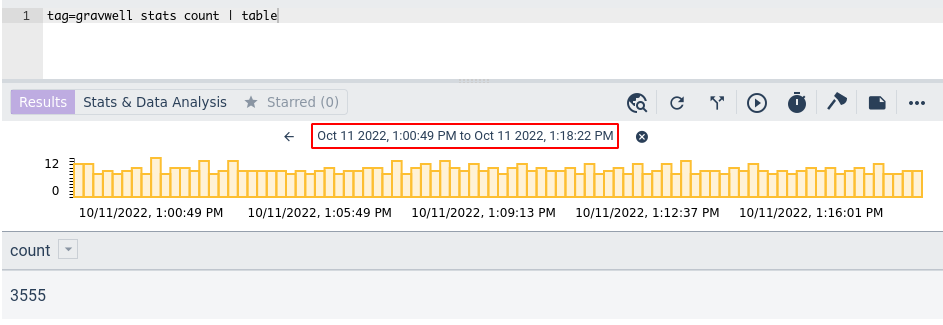 1 tag=gravwell stats count | table
Results Stats & Data Analysis Starred (0)
Oct 11 2022, 1:00:49 PM to Oct 11 2022, 1:18:22 PM
12
0
10/11/2022, 1:00:49 PM 10/11/2022, 1:05:49 PM 10/11/2022, 1:09:13 PM 10/11/2022, 1:12:37 PM 10/11/2022, 1:16:01 PM
count
3555